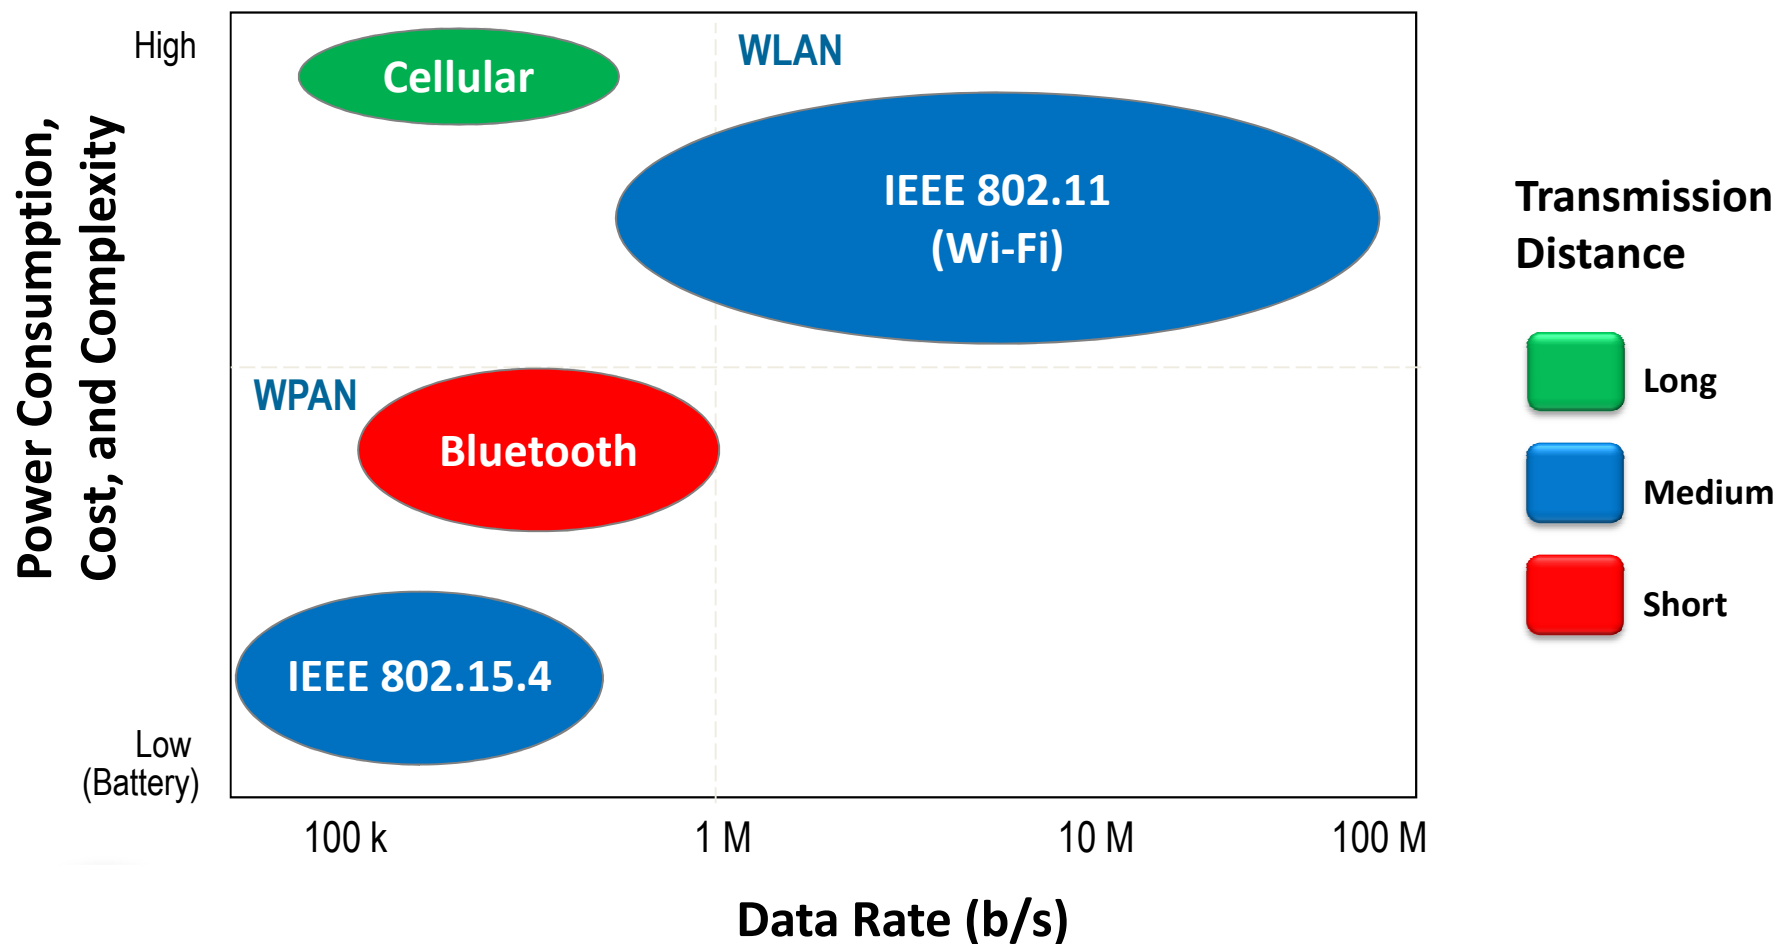 High
Cellular
WLAN
IEEE 802.11
(Wi-Fi)
Power Consumption,
Cost, and Complexity
WPAN
Bluetooth
IEEE 802.15.4
Low
(Battery)
100 k
1 M
10 M
100 M
Data Rate (b/s)
Transmission
Distance
Long
Medium
Short